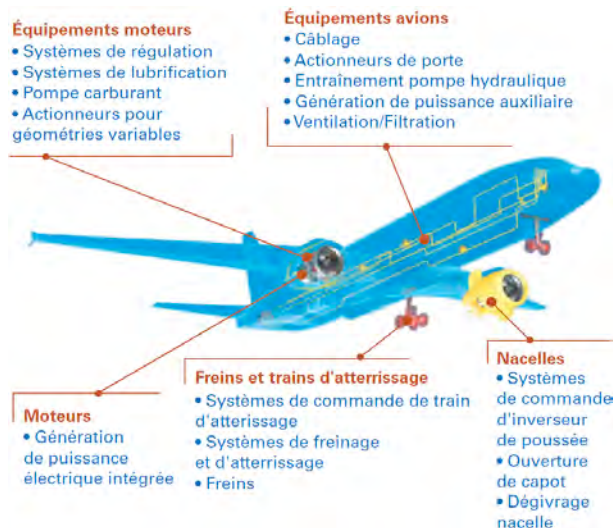 Équipements moteurs
• Systèmes de régulation
• Systèmes de lubrification
• Pompe carburant
• Actionneurs pour
géométries variables
Équipements avions
• Câblage
• Actionneurs de porte
• Entraînement pompe hydraulique
• Génération de puissance auxiliaire
• Ventilation/Filtration
Moteurs
• Génération
de puissance
électrique intégrée
Freins et trains d'atterrissage
• Systèmes de commande de train
d'atterissage
• Systèmes de freinage
et d'atterrissage
• Freins
Nacelles
• Systèmes
de commande
d'inverseur
de poussée
• Ouverture
de capot
• Dégivrage
nacelle